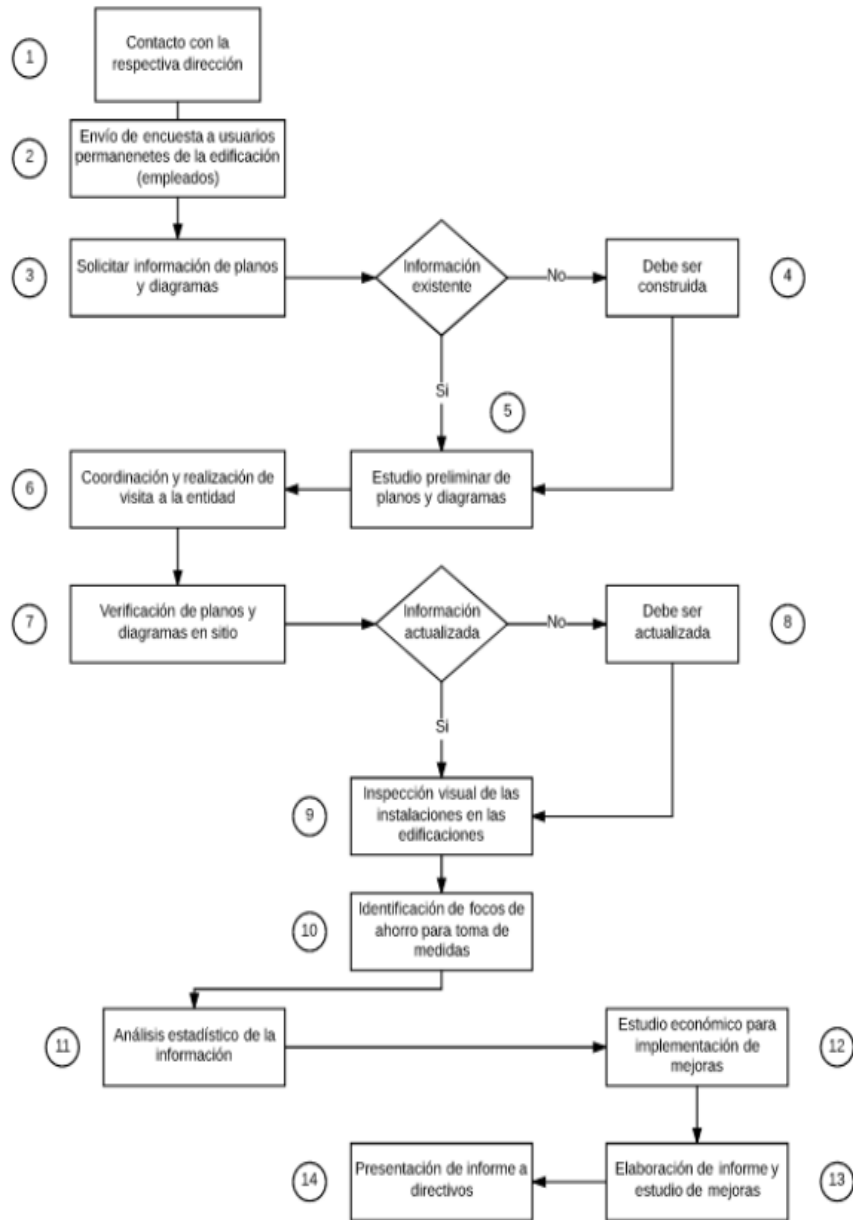 1
Contacto con la
respectiva dirección
2
Envío de encuesta a usuarios
permanenetes de la edificación
(empleados)
3
Solicitar información de planos
y diagramas
Información
existente
No
Debe ser
construida
4
Si
5
6
Coordinación y realización de
visita a la entidad
Estudio preliminar de
planos y diagramas
7
Verificación de planos y
diagramas en sitio
Información
actualizada
No
Debe ser
actualizada
8
Si
9
Inspección visual de las
instalaciones en las
edificaciones
10
Identificación de focos de
ahorro para toma de
medidas
11
Análisis estadístico de la
información
Estudio económico para
implementación de
mejoras
12
14
Presentación de informe a
directivos
Elaboración de informe y
estudio de mejoras
13